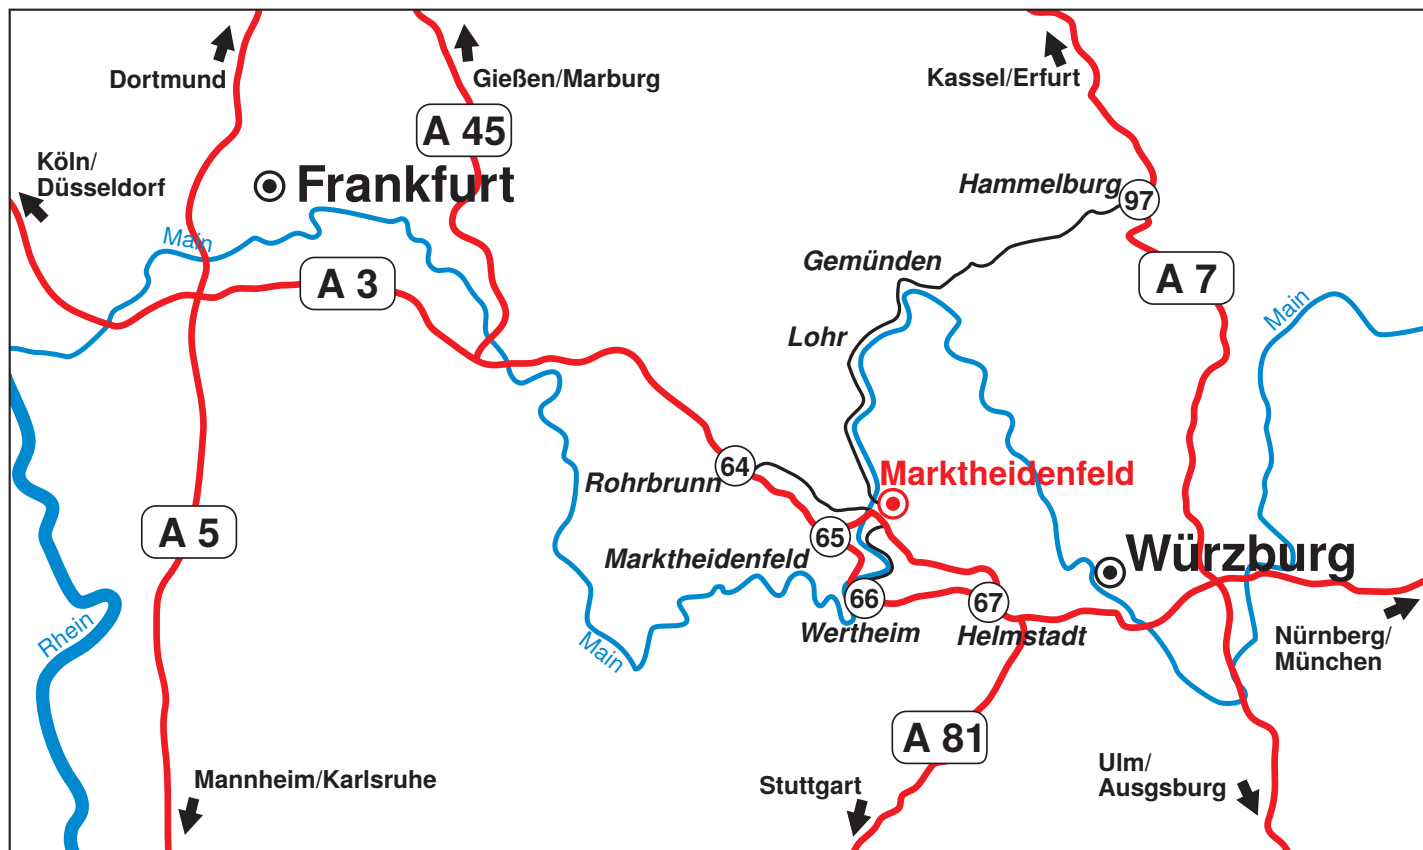 Dortmund
Gießen/Marburg
Kassel/Erfurt
A 45
Köln/
Düsseldorf
Frankfurt
Hammelburg
97
Main
Gemünden
A 3
A 7
Main
Lohr
64
Marktheidenfeld
Rohrbrunn
A 5
65
Marktheidenfeld
Würzburg
66
67
Rhein
Main
Wertheim
Helmstadt
Nürnberg/
München
A 81
Mannheim/Karlsruhe
Stuttgart
Ulm/
Ausgsburg